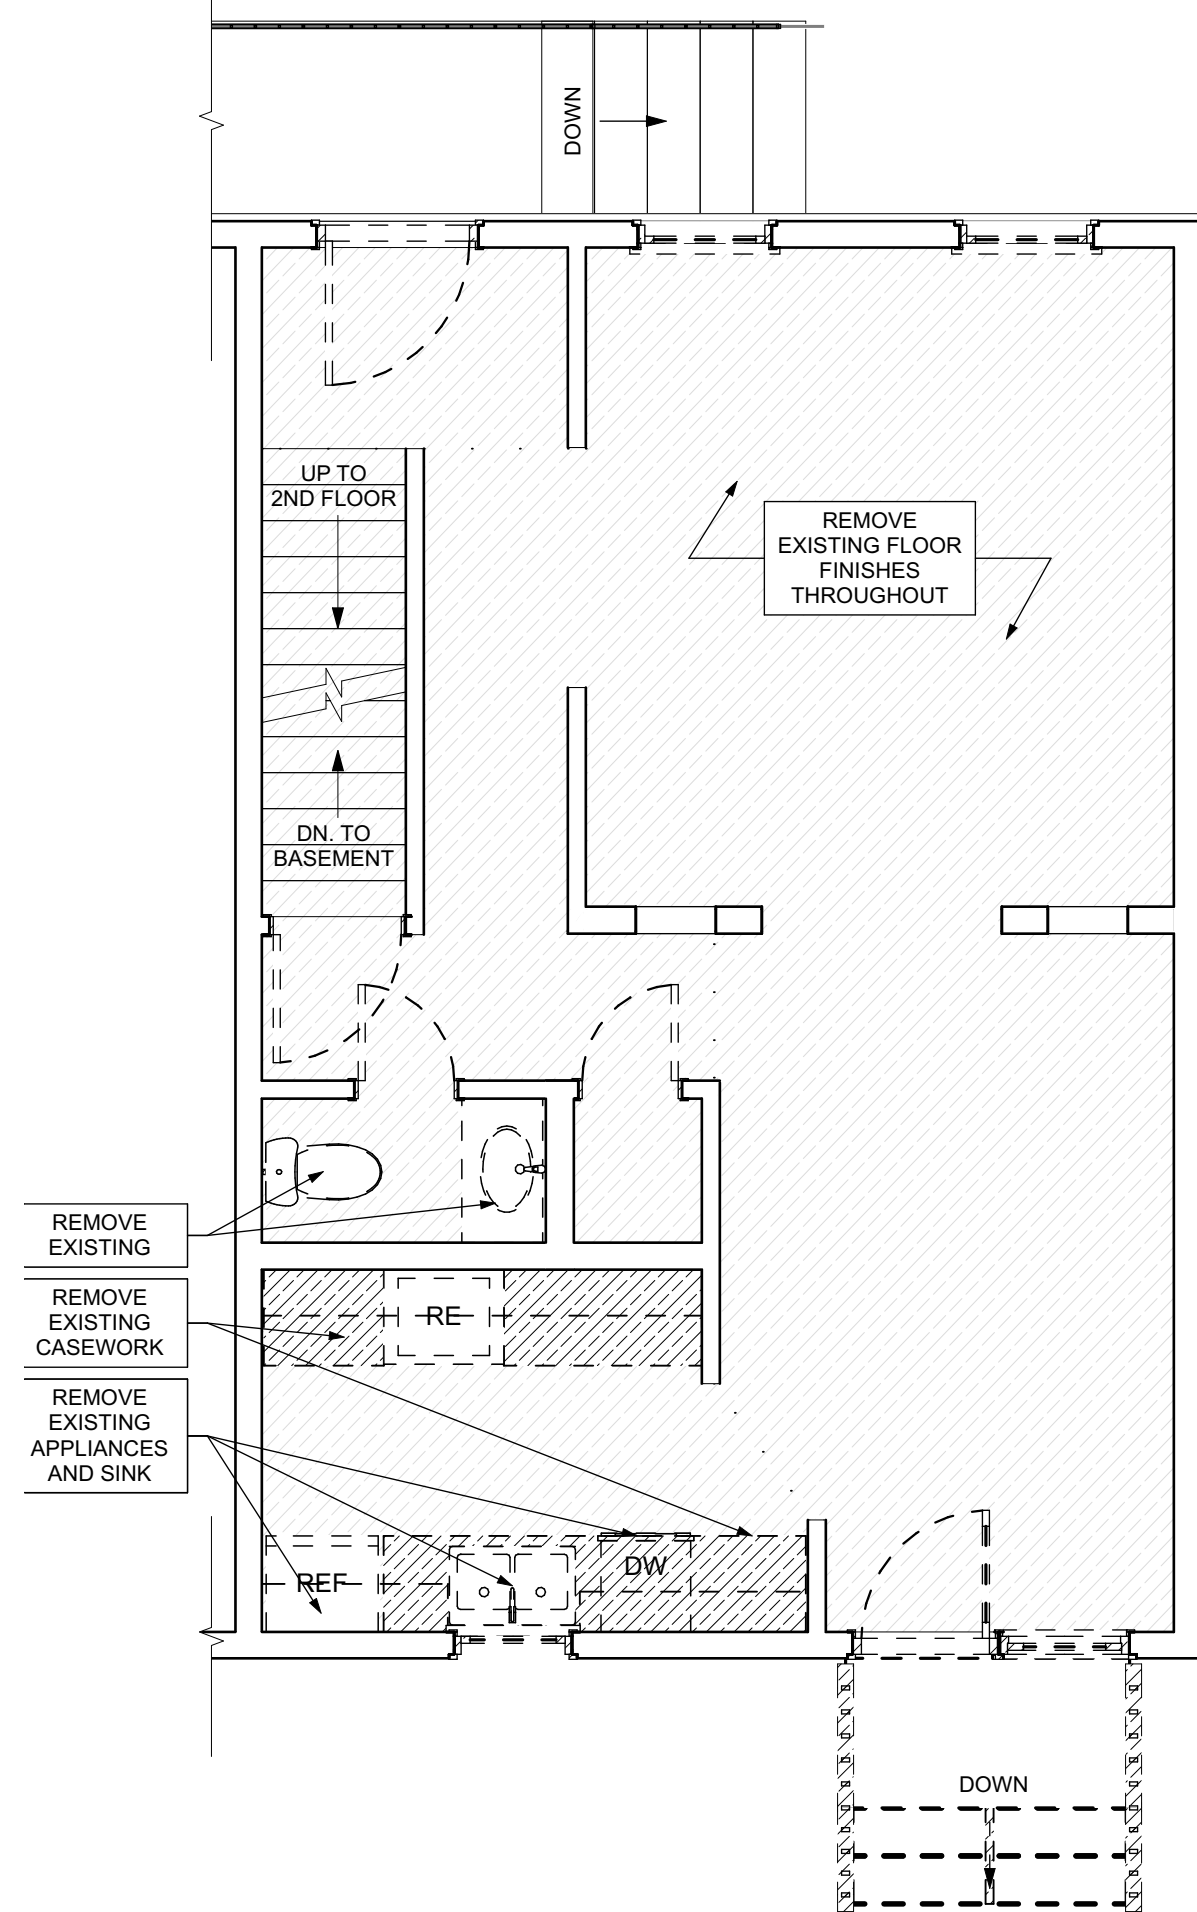 DOWN
UP TO
2ND FLOOR
REMOVE
EXISTING FLOOR
FINISHES
THROUGHOUT
DN. TO
BASEMENT
REMOVE
EXISTING
REMOVE
EXISTING
CASEWORK
RE
REMOVE
EXISTING
APPLIANCES
AND SINK
REF
DW
DOWN